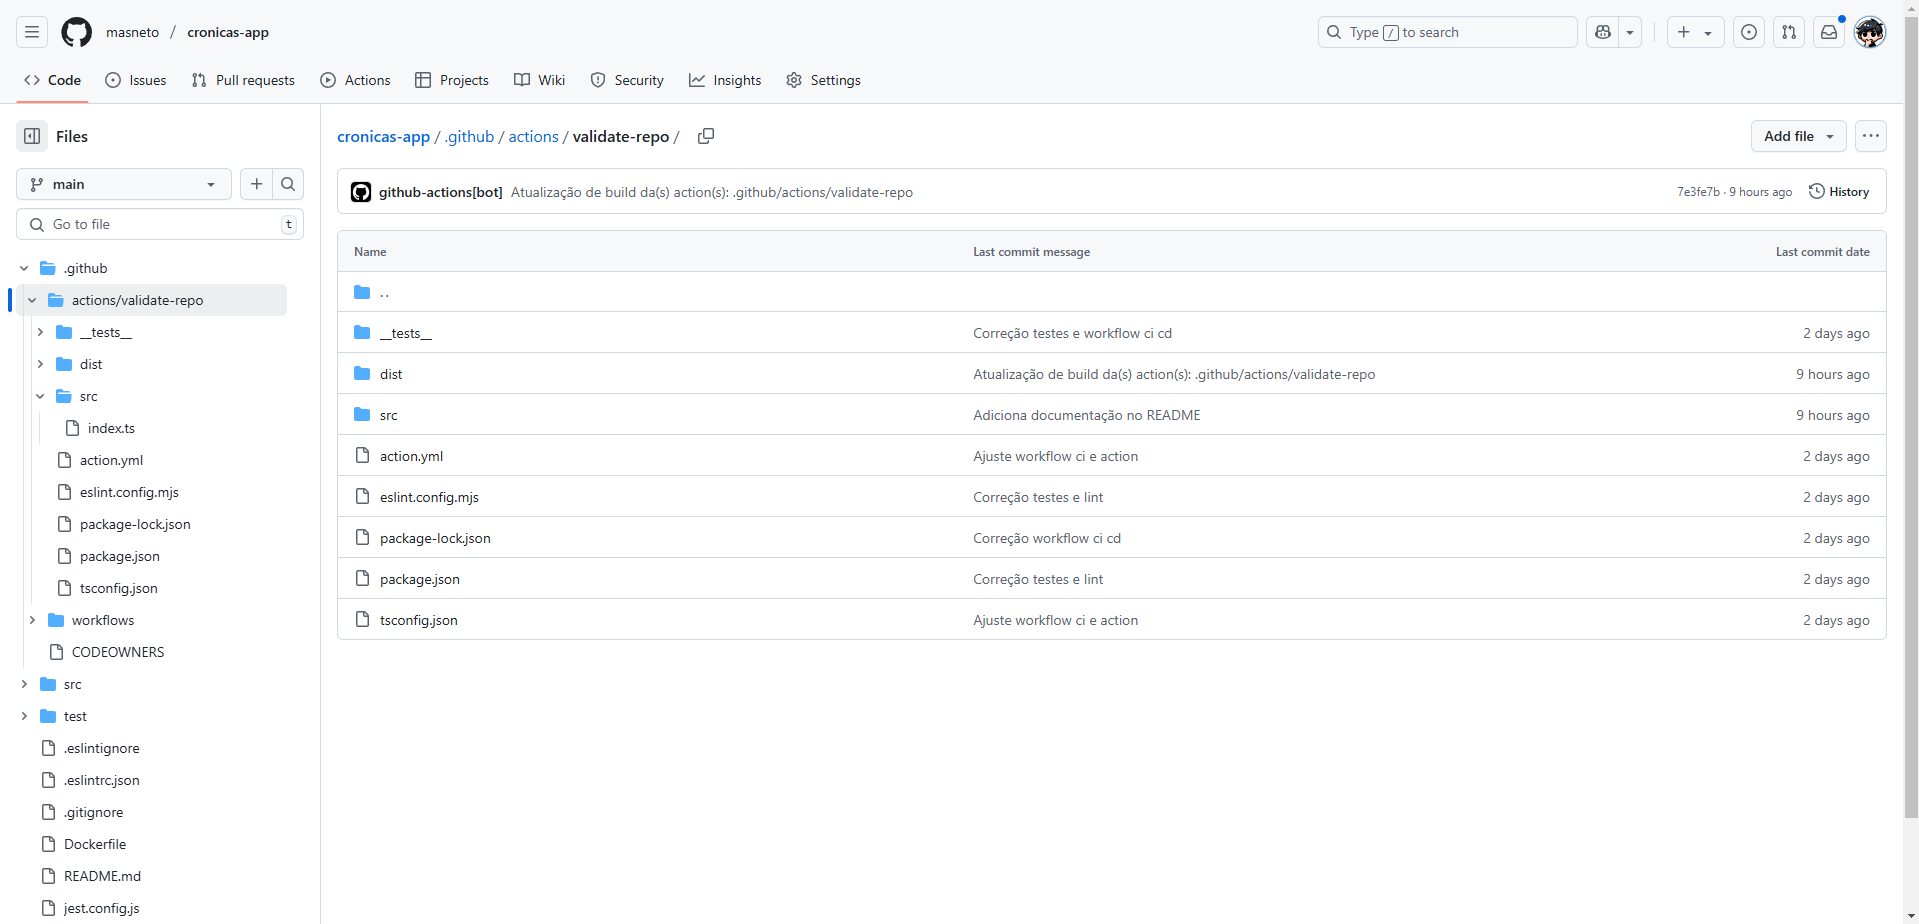 masneto / cronicas-app
Type / to search
Code
Issues
Pull requests
Actions
Projects
Wiki
Security
Insights
Settings
Files
main
Go to file
t
.github
actions/validate-repo
__tests__
dist
src
index.ts
action.yml
eslint.config.mjs
package-lock.json
package.json
tsconfig.json
workflows
CODEOWNERS
src
test
.eslintignore
.eslintrc.json
.gitignore
Dockerfile
README.md
jest.config.js
cronicas-app / .github / actions / validate-repo /
Add file
github-actions[bot] Atualização de build da(s) action(s): .github/actions/validate-repo
7e3fe7b · 9 hours ago
History
Name Last commit message Last commit date
..
__tests__ Correção testes e workflow ci cd 2 days ago
dist Atualização de build da(s) action(s): .github/actions/validate-repo 9 hours ago
src Adiciona documentação no README 9 hours ago
action.yml Ajuste workflow ci e action 2 days ago
eslint.config.mjs Correção testes e lint 2 days ago
package-lock.json Correção workflow ci cd 2 days ago
package.json Correção testes e lint 2 days ago
tsconfig.json Ajuste workflow ci e action 2 days ago